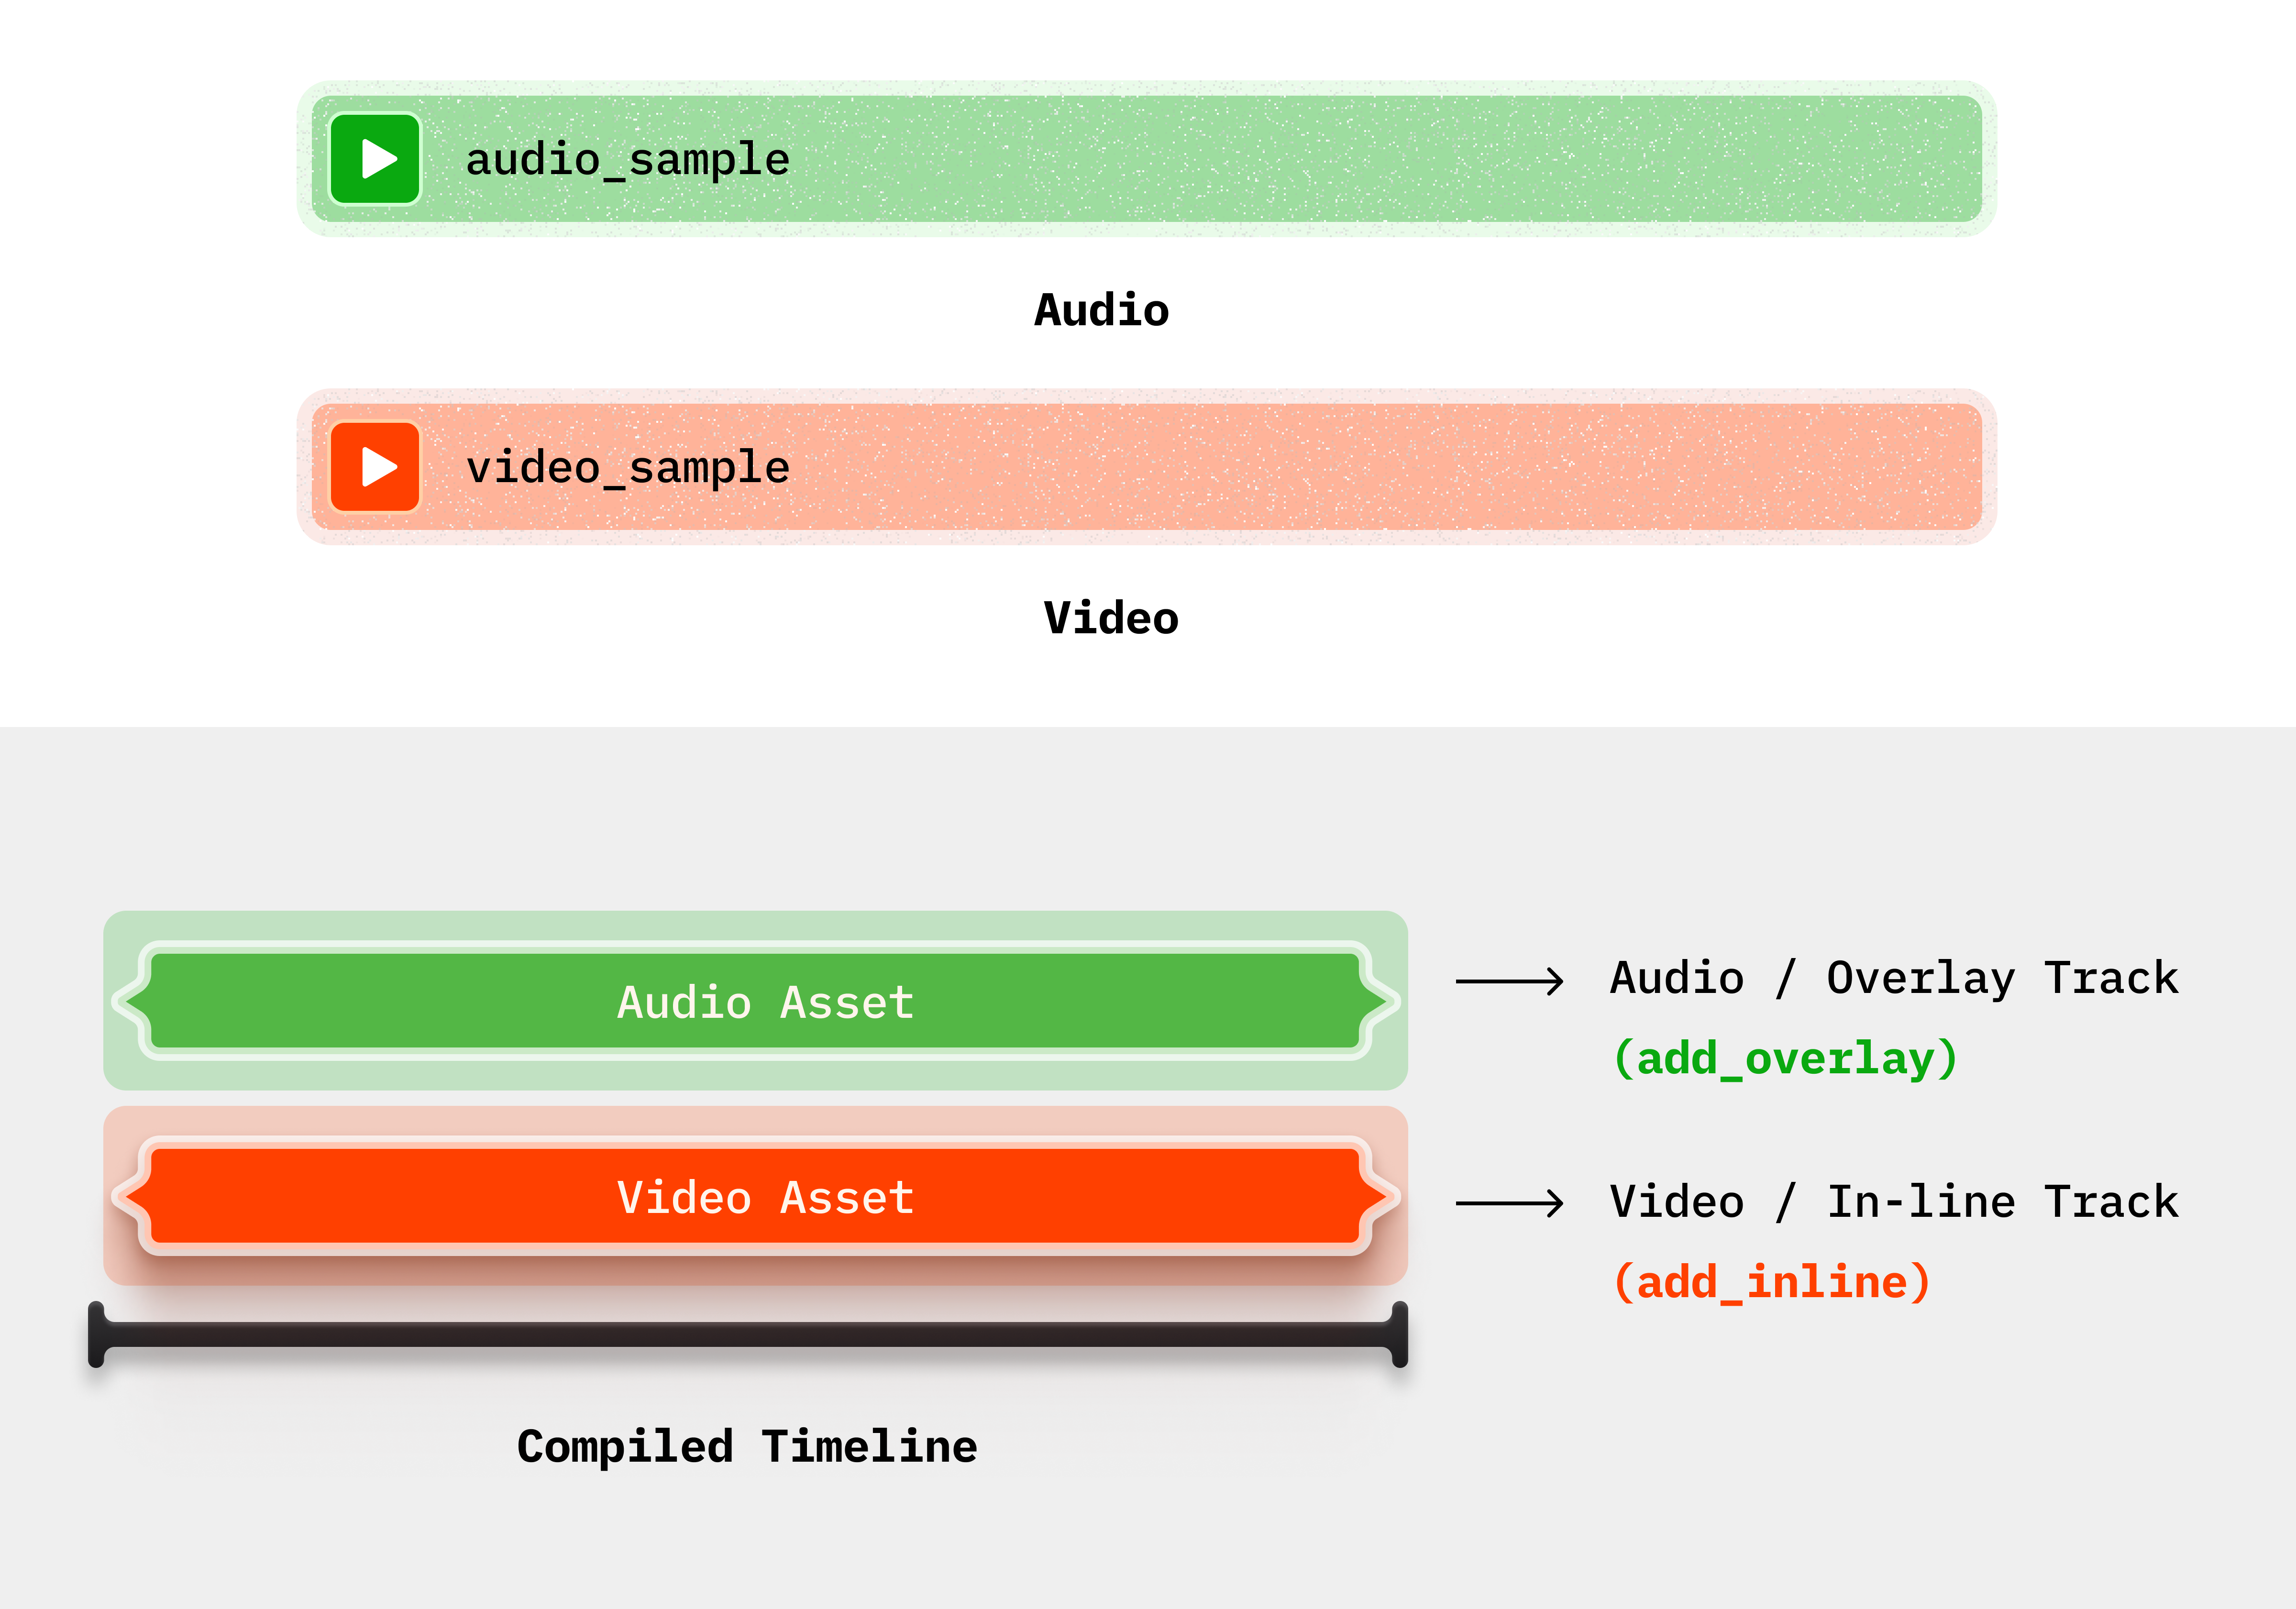 audio_sample
Audio
video_sample
Video
Audio Asset
Audio / Overlay Track
(add_overlay)
Video Asset
Video / In-line Track
(add_inline)
Compiled Timeline